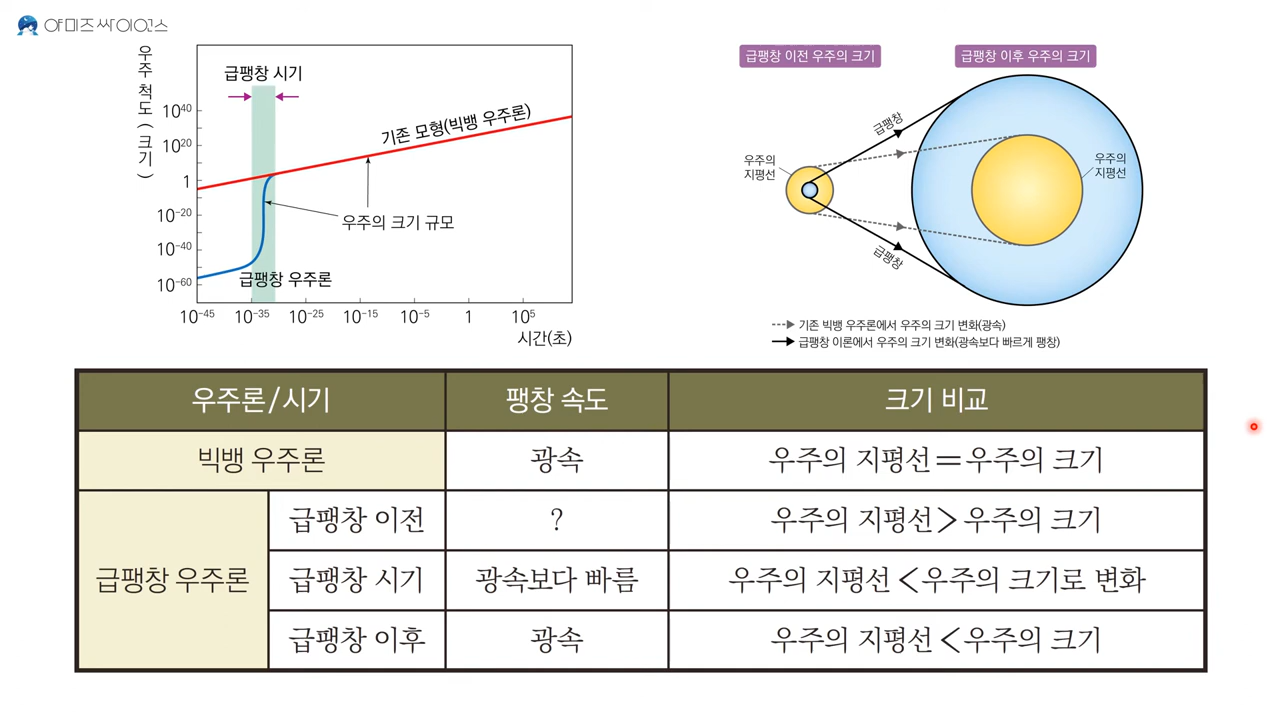 야미즈 싸이언스
우주 척도(크기)
급팽창 시기
기존 모형(빅뱅 우주론)
우주의 크기 규모
급팽창 우주론
10^40
10^20
1
10^-20
10^-40
10^-60
10^-45 10^-35 10^-25 10^-15 10^-5 1 10^5
시간(초)
급팽창 이전 우주의 크기
급팽창 이후 우주의 크기
급팽창
우주의
지평선
우주의
지평선
급팽창
기존 빅뱅 우주론에서 우주의 크기 변화(광속)
급팽창 이론에서 우주의 크기 변화(광속보다 빠르게 팽창)
우주론/시기 팽창 속도 크기 비교
빅뱅 우주론 광속 우주의 지평선=우주의 크기
급팽창 우주론
급팽창 이전 ? 우주의 지평선>우주의 크기
급팽창 시기 광속보다 빠름 우주의 지평선<우주의 크기로 변화
급팽창 이후 광속 우주의 지평선<우주의 크기